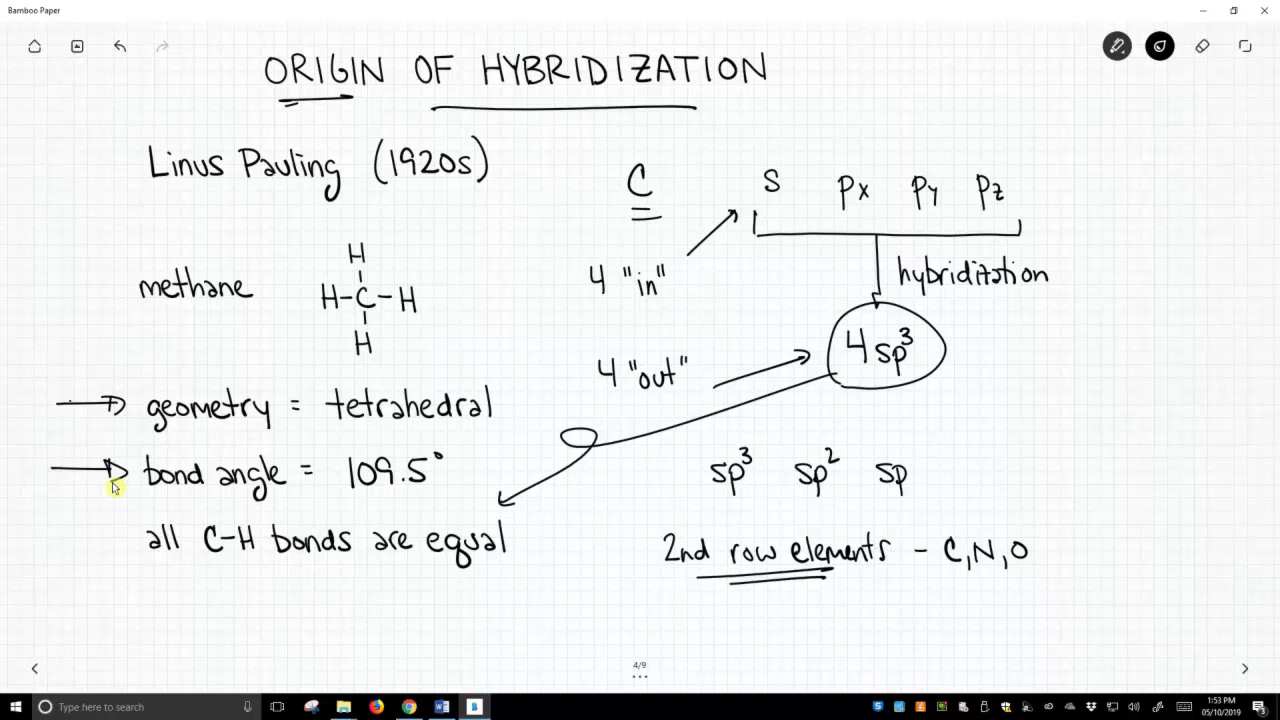 Bamboo Paper
ORIGIN OF HYBRIDIZATION
Linus Pauling (1920s)
methane
H
H-C-H
H
geometry = tetrahedral
bond angle = 109.5°
all C-H bonds are equal
C
S px py pz
4 "in"
hybridization
4 "out"
4 sp³
sp³ sp² sp
2nd row elements - C, N, O
4/9
Type here to search
1:53 PM
05/10/2019